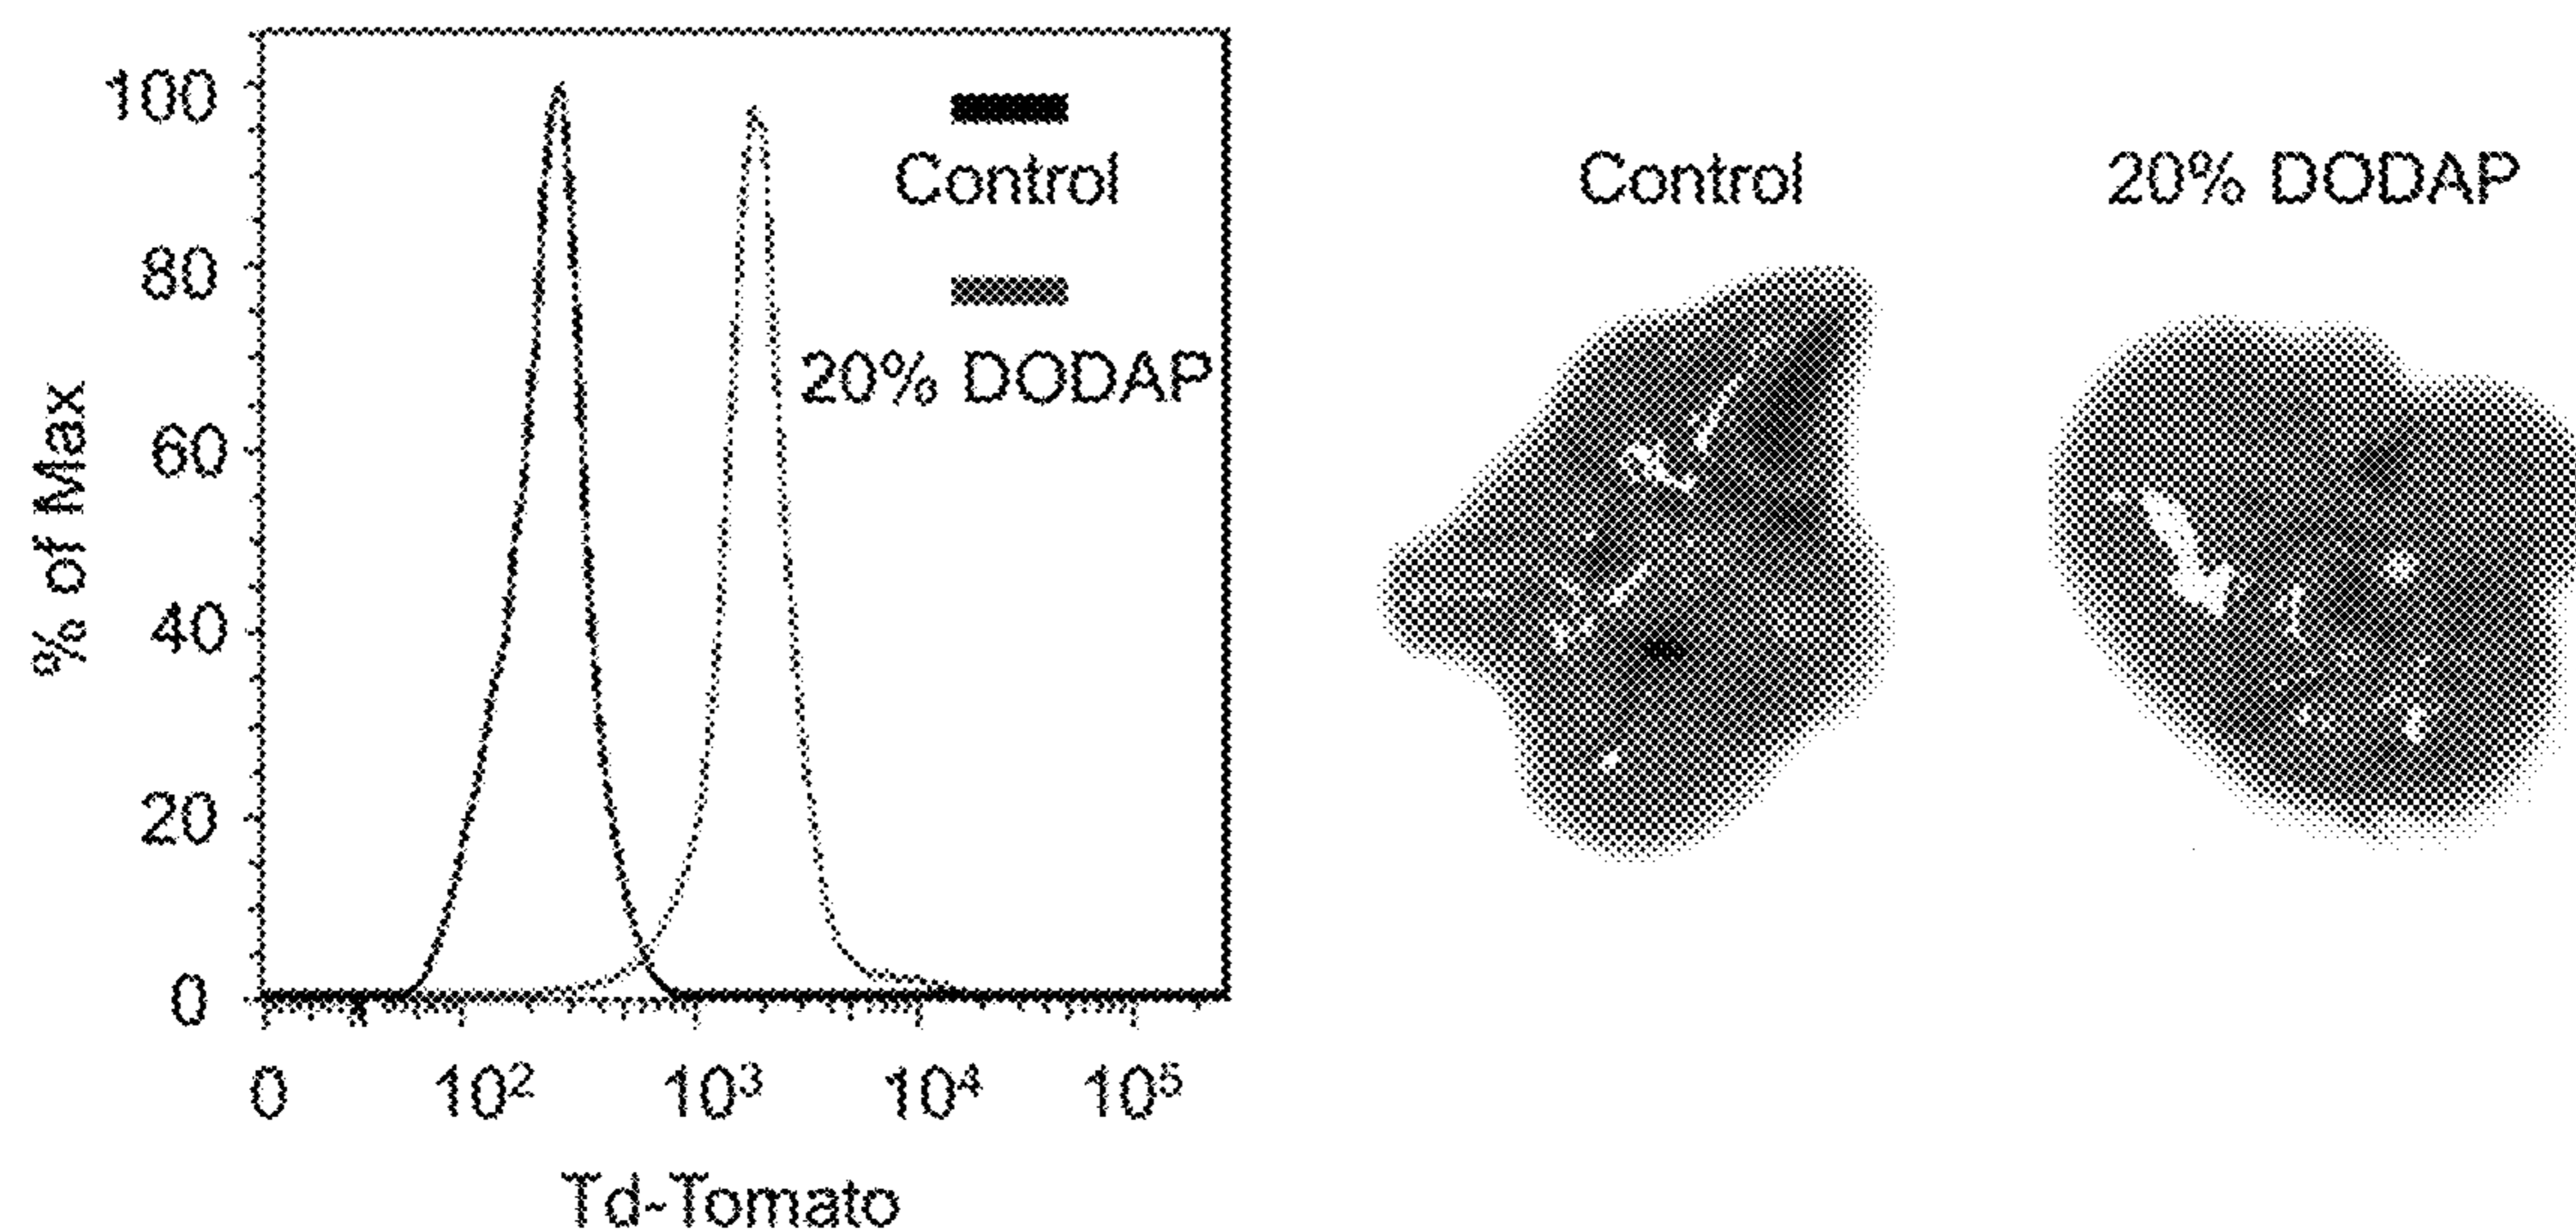 100
80
60
40
20
0
% of Max
0
10²
10³
10⁴
10⁵
Td-Tomato
Control
20% DODAP
Control
20% DODAP